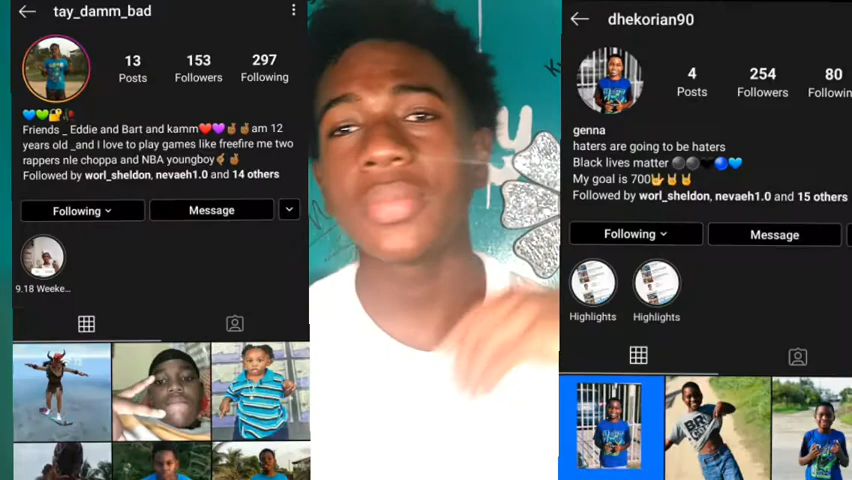 tay_damm_bad
13
Posts
153
Followers
297
Following
Friends _ Eddie and Bart and kamm❤️💜✌🏾✌🏾am 12
years old _and I love to play games like freefire me two
rappers nle choppa and NBA youngboy
Followed by worl_sheldon, nevaeh1.0 and 14 others
Following
Message
9.18 Weeke...
dhekorian90
4
Posts
254
Followers
80
Followin
genna
haters are going to be haters
Black lives matter
My goal is 700
Followed by worl_sheldon, nevaeh1.0 and 15 others
Following
Message
Highlights
Highlights